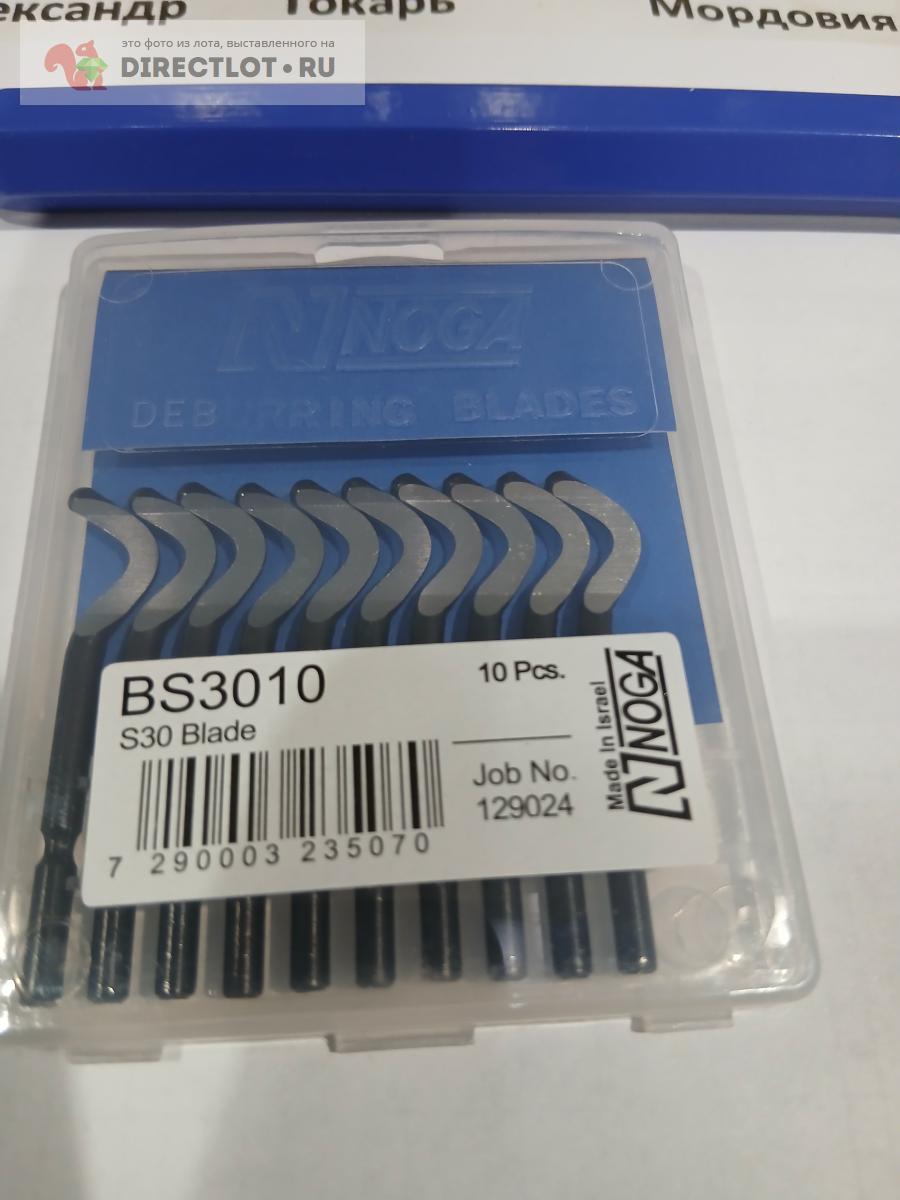 ександр Токарь Мордовия
это фото из лота, выставленного на
DIRECTLOT.RU
NOGA
DEBURRING BLADES
BS3010
S30 Blade
10 Pcs.
Job No.
129024
Made In Israel
NOGA
7 290003 235070